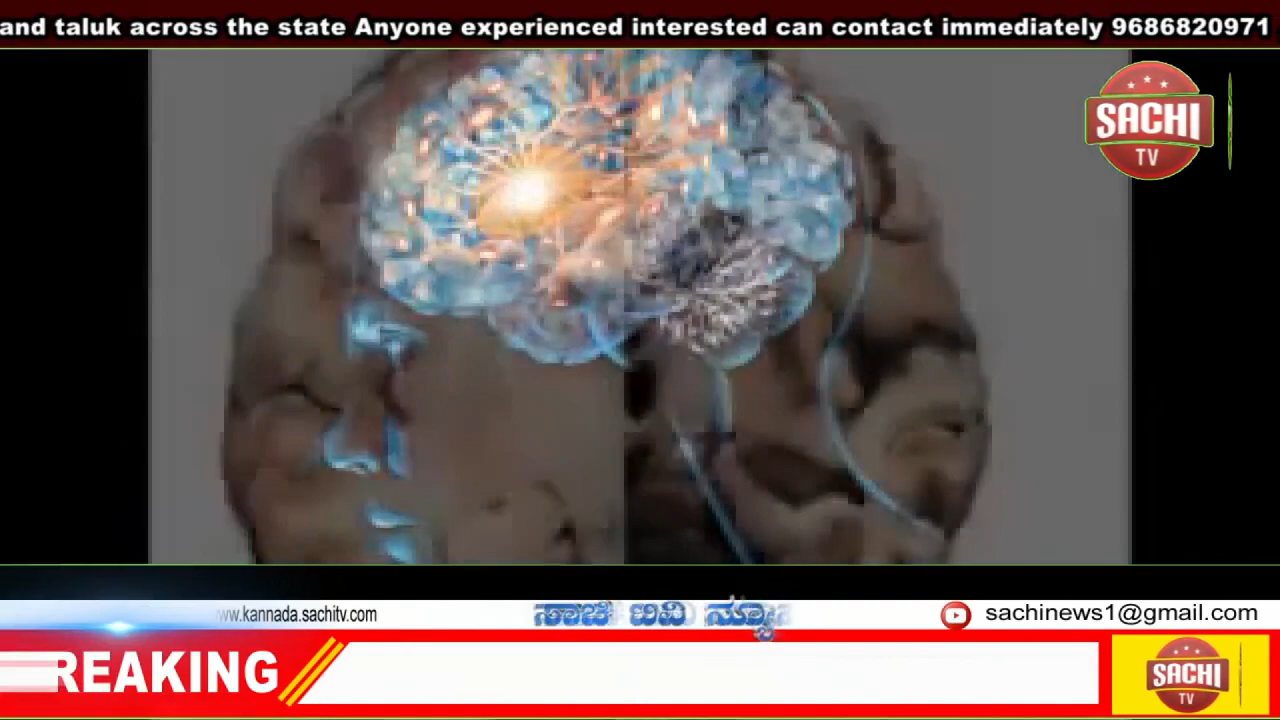 and taluk across the state Anyone experienced interested can contact immediately 9686820971
SACHI
TV
www.kannada.sachitv.com
ಸಾಚಿ ಟಿವಿ ನ್ಯೂಸ
sachinews1@gmail.com
REAKING
SACHI
TV